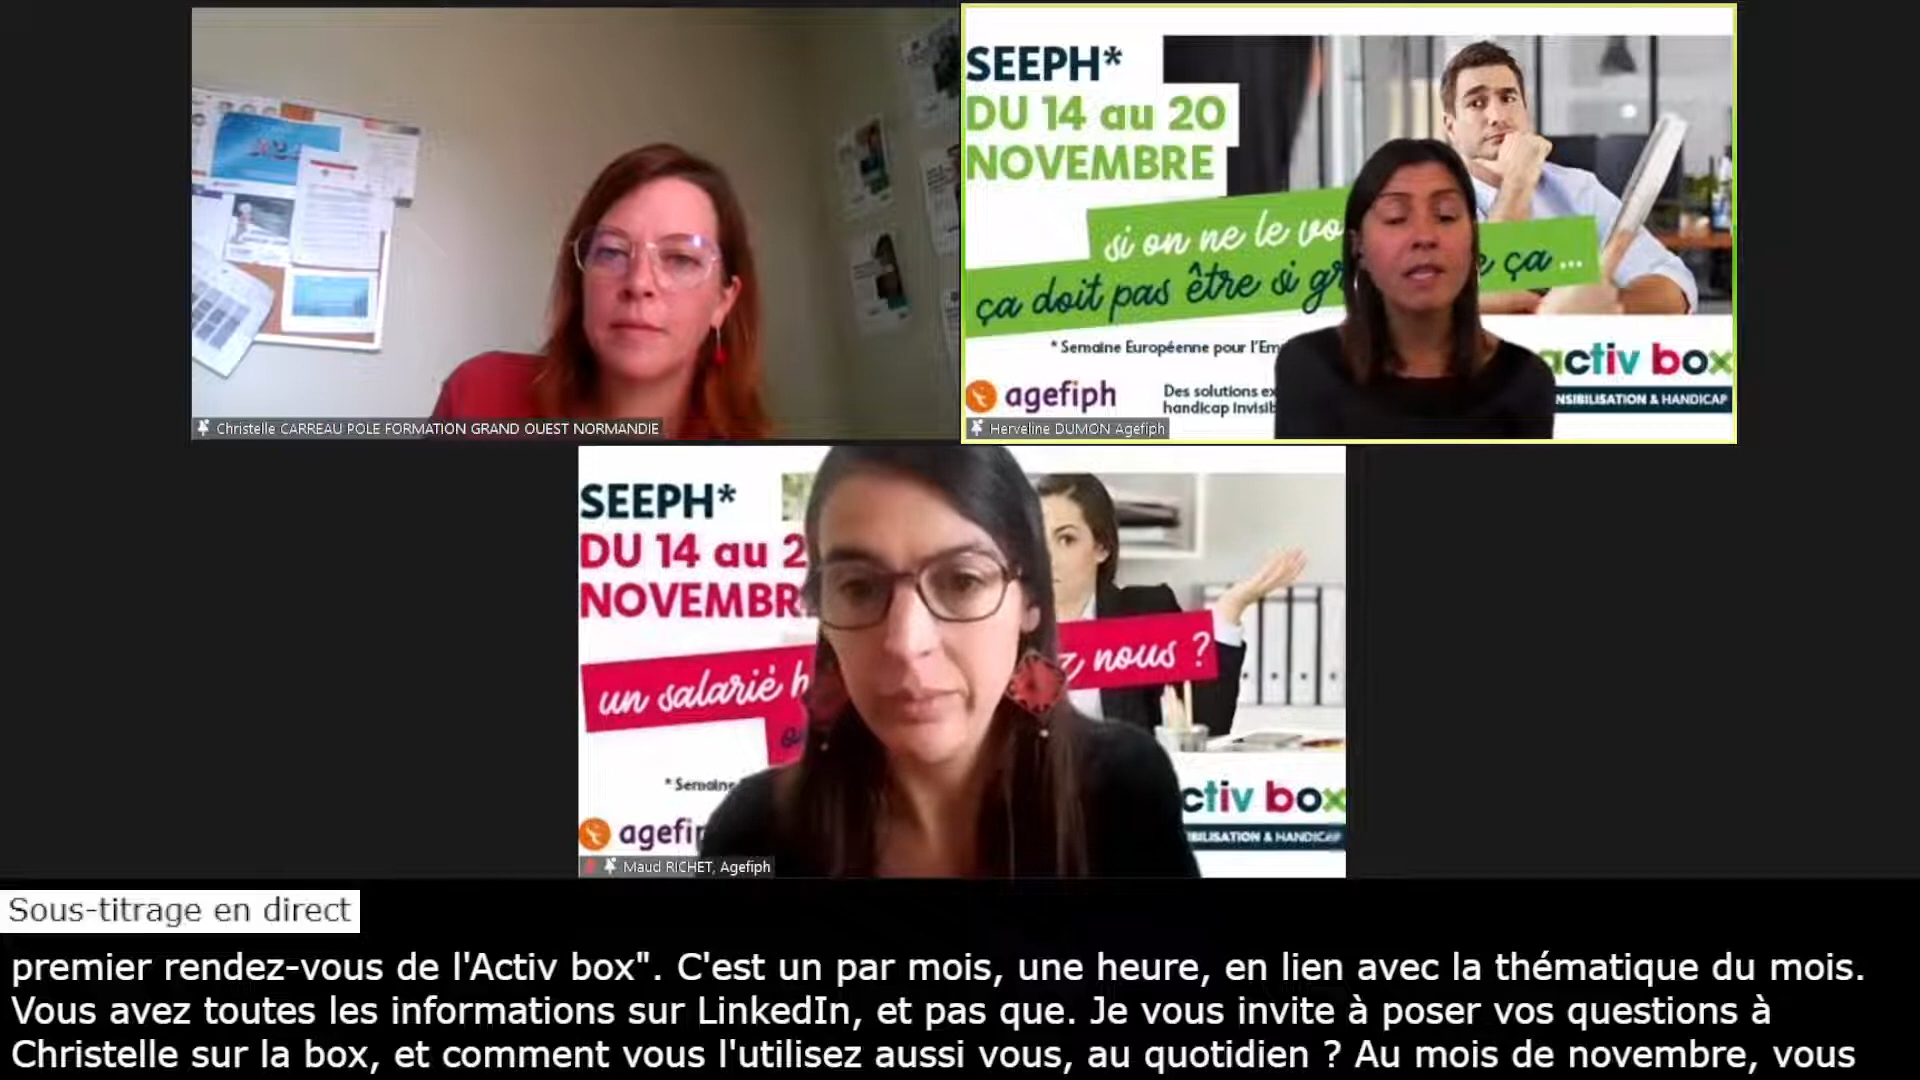 SEEPH*
DU 14 au 20
NOVEMBRE
si on ne le vo
ça doit pas être si gr e ça ...
* Semaine Européenne pour l'Em
agefiph
Des solutions ex
handicap invisib
activ box
NSIBILISATION & HANDICAP
Christelle CARREAU POLE FORMATION GRAND OUEST NORMANDIE
Herveline DUMON Agefiph
SEEPH*
DU 14 au 2
NOVEMBR
un salarié h z nous ?
* Semaine
agefip
ctiv box
BILISATION & HANDICAP
Maud RICHET, Agefiph
Sous-titrage en direct
premier rendez-vous de l'Activ box". C'est un par mois, une heure, en lien avec la thématique du mois.
Vous avez toutes les informations sur LinkedIn, et pas que. Je vous invite à poser vos questions à
Christelle sur la box, et comment vous l'utilisez aussi vous, au quotidien ? Au mois de novembre, vous